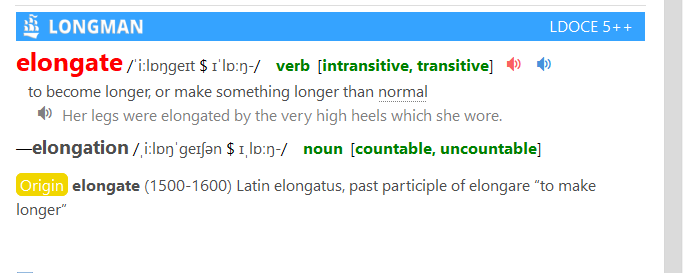 LONGMAN LDOCE 5++
elongate /ˈiːlɒŋɡeɪt $ ɪˈlɒːŋ-/ verb [intransitive, transitive]
to become longer, or make something longer than normal
Her legs were elongated by the very high heels which she wore.
—elongation /ˌiːlɒŋˈɡeɪʃən $ ɪˌlɒːŋ-/ noun [countable, uncountable]
Origin elongate (1500-1600) Latin elongatus, past participle of elongare “to make
longer”